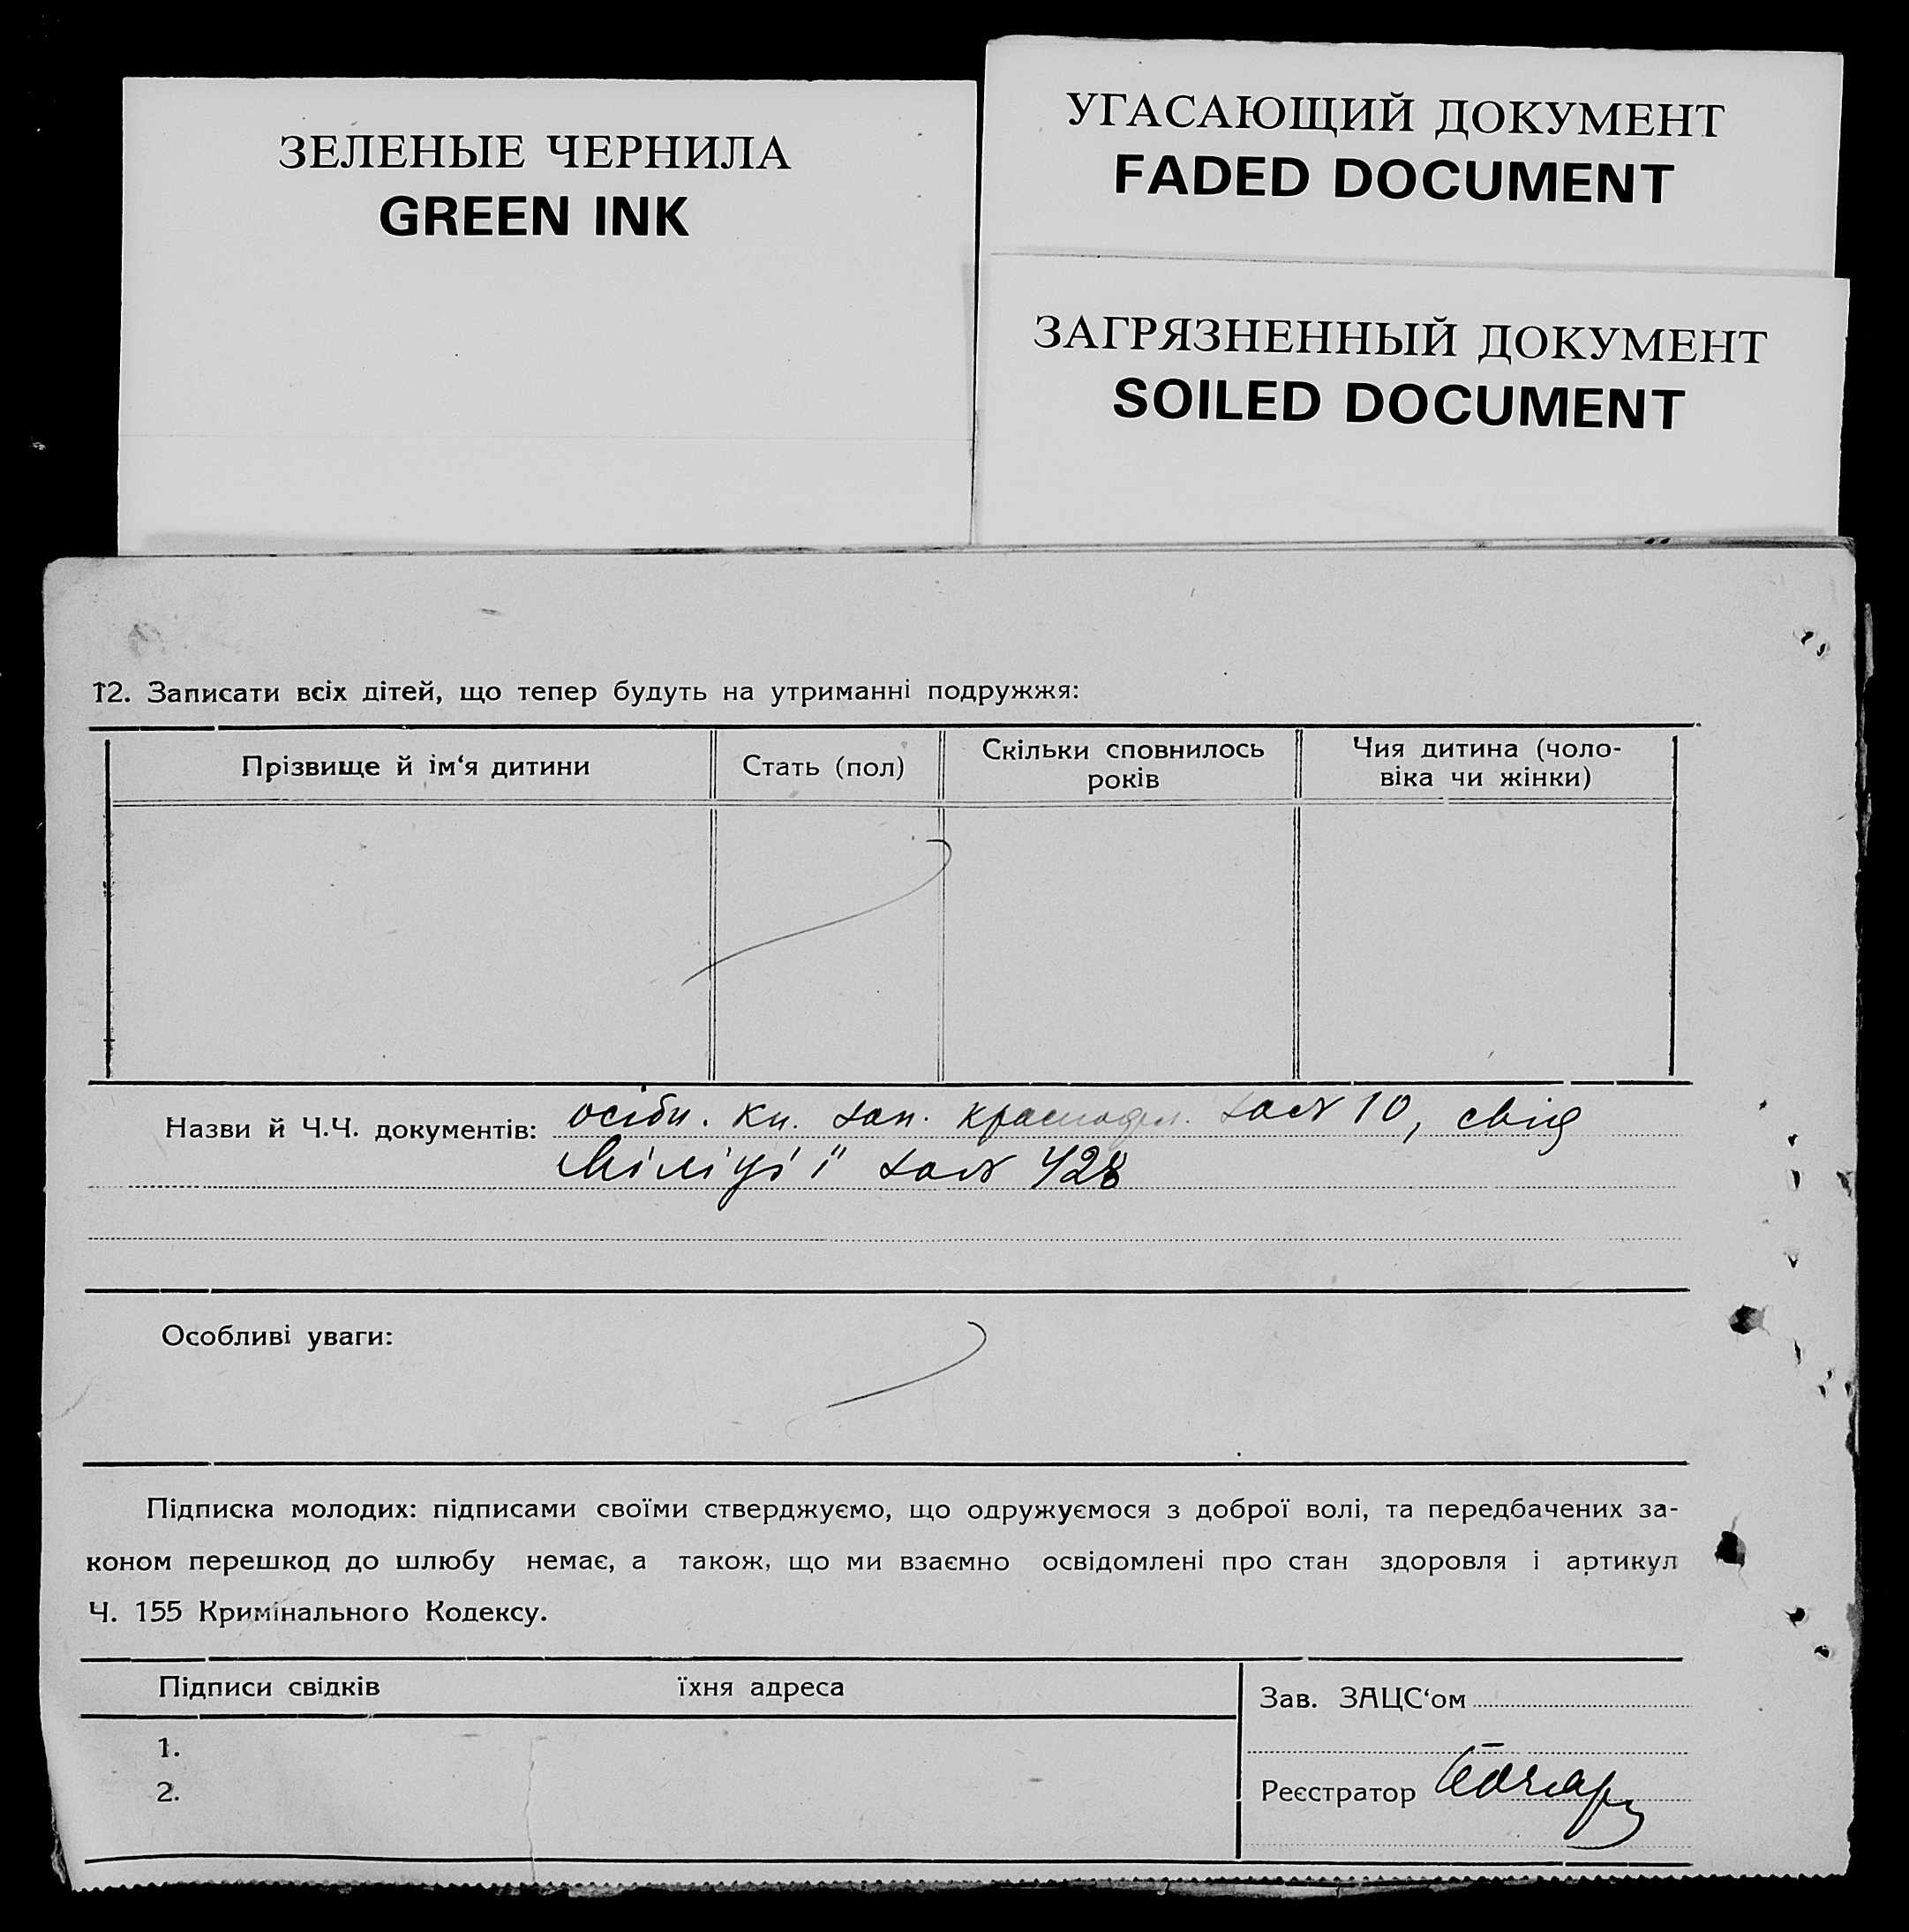 ЗЕЛЕНЫЕ ЧЕРНИЛА
GREEN INK
УГАСАЮЩИЙ ДОКУМЕНТ
FADED DOCUMENT
ЗАГРЯЗНЕННЫЙ ДОКУМЕНТ
SOILED DOCUMENT
12. Записати всіх дітей, що тепер будуть на утриманні подружжя:
Прізвище й ім‘я дитини
Стать (пол)
Скільки сповнилось
років
Чия дитина (чоло-
віка чи жінки)
Назви й Ч.Ч. документів: особи. кн. 10, свід
Міліції 428
Особливі уваги:
Підписка молодих: підписами своїми стверджуємо, що одружуємося з доброї волі, та передбачених за-
коном перешкод до шлюбу немає, а також, що ми взаємно освідомлені про стан здоровля і артикул
Ч. 155 Кримінального Кодексу.
Підписи свідків їхня адреса
1.
2.
Зав. ЗАЦС‘ом
Реєстратор